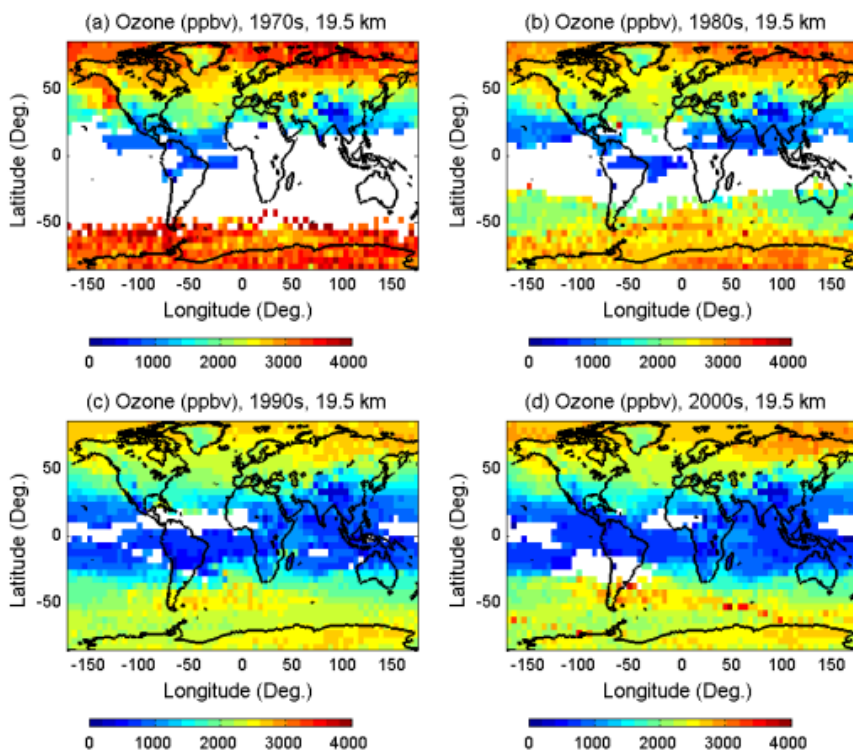 (a) Ozone (ppbv), 1970s, 19.5 km
Latitude (Deg.)
50
0
-50
-150 -100 -50 0 50 100 150
Longitude (Deg.)
0 1000 2000 3000 4000
(b) Ozone (ppbv), 1980s, 19.5 km
Latitude (Deg.)
50
0
-50
-150 -100 -50 0 50 100 150
Longitude (Deg.)
0 1000 2000 3000 4000
(c) Ozone (ppbv), 1990s, 19.5 km
Latitude (Deg.)
50
0
-50
-150 -100 -50 0 50 100 150
Longitude (Deg.)
0 1000 2000 3000 4000
(d) Ozone (ppbv), 2000s, 19.5 km
Latitude (Deg.)
50
0
-50
-150 -100 -50 0 50 100 150
Longitude (Deg.)
0 1000 2000 3000 4000